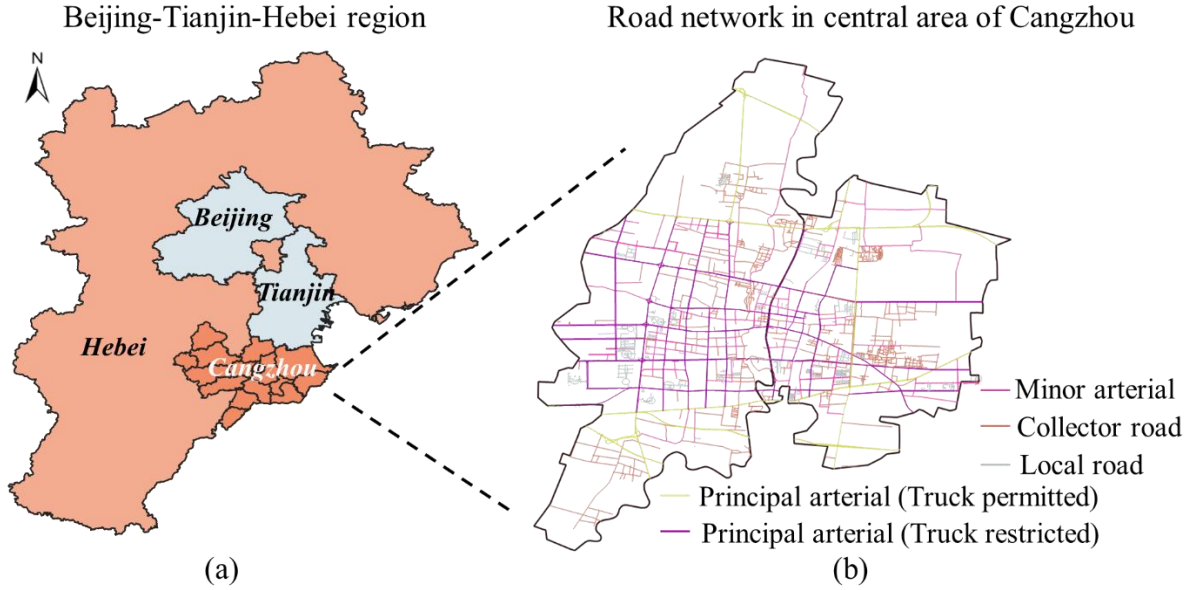 Beijing-Tianjin-Hebei region
Road network in central area of Cangzhou
N
Beijing
Tianjin
Hebei
Cangzhou
Minor arterial
Collector road
Local road
Principal arterial (Truck permitted)
Principal arterial (Truck restricted)
(a)
(b)